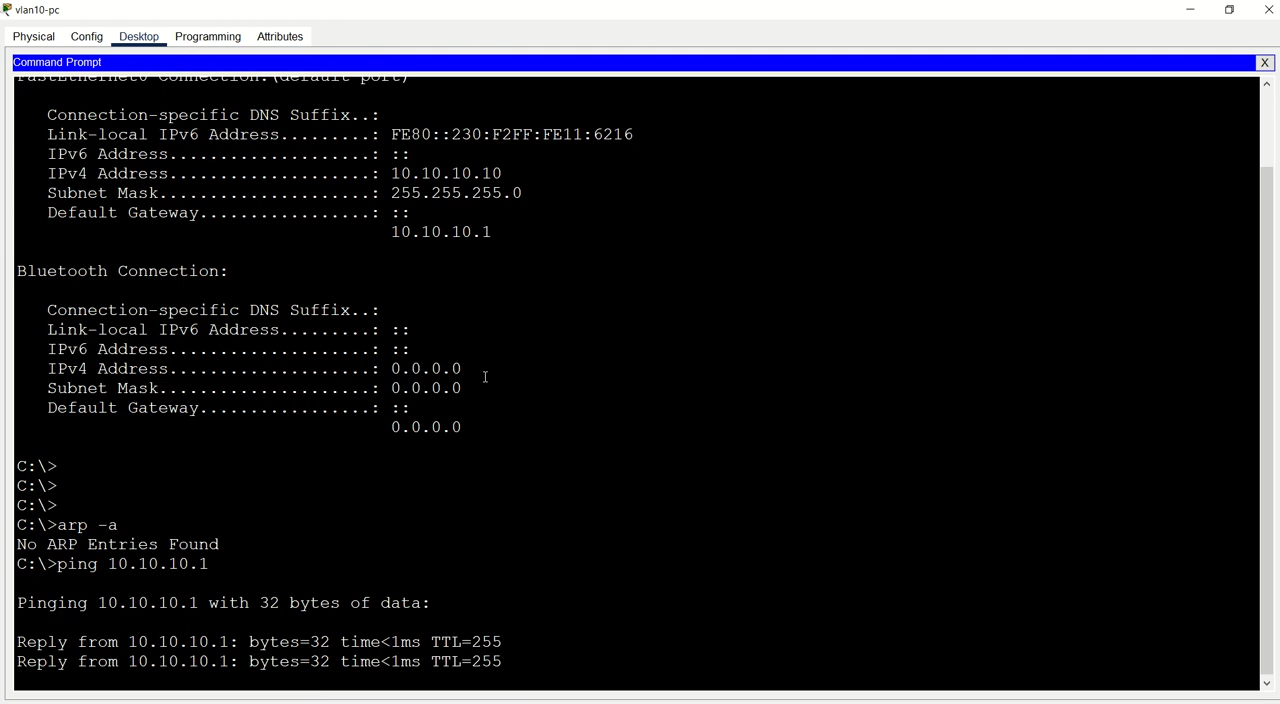 vlan10-pc
Physical Config Desktop Programming Attributes
Command Prompt X
FastEthernet0 Connection:(default port)
Connection-specific DNS Suffix..:
Link-local IPv6 Address.........: FE80::230:F2FF:FE11:6216
IPv6 Address....................: ::
IPv4 Address....................: 10.10.10.10
Subnet Mask.....................: 255.255.255.0
Default Gateway.................: ::
10.10.10.1
Bluetooth Connection:
Connection-specific DNS Suffix..:
Link-local IPv6 Address.........: ::
IPv6 Address....................: ::
IPv4 Address....................: 0.0.0.0
Subnet Mask.....................: 0.0.0.0
Default Gateway.................: ::
0.0.0.0
C:\>
C:\>
C:\>
C:\>arp -a
No ARP Entries Found
C:\>ping 10.10.10.1
Pinging 10.10.10.1 with 32 bytes of data:
Reply from 10.10.10.1: bytes=32 time<1ms TTL=255
Reply from 10.10.10.1: bytes=32 time<1ms TTL=255